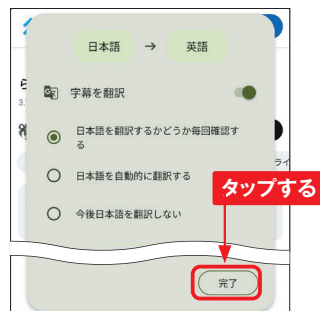 日本語 → 英語
字幕を翻訳
日本語を翻訳するかどうか毎回確認す
る
日本語を自動的に翻訳する
ライ
タップする
今後日本語を翻訳しない
完了